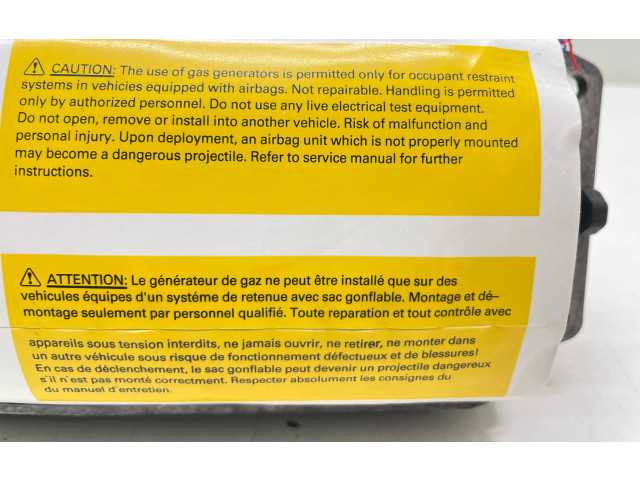 ⚠ CAUTION: The use of gas generators is permitted only for occupant restraint
systems in vehicies equipped with airbags. Not repairable. Handling is permitted
only by authorized personnel. Do not use any live electrical test equipment.
Do not open, remove or install into another vehicle. Risk of malfunction and
personal injury. Upon deployment, an airbag unit which is not properly mounted
may become a dangerous projectile. Refer to service manual for further
instructions.
⚠ ATTENTION: Le générateur de gaz ne peut être installé que sur des
vehicules équipes d'un systéme de retenue avec sac gonflable. Montage et dé-
montage seulement par personnel qualifié. Toute reparation et tout contrôle avec
appareils sous tension interdits, ne jamais ouvrir, ne retirer, ne monter dans
un autre véhicule sous risque de fonctionnement défectueux et de blessures!
En cas de déclenchement, le sac gonflable peut devenir un projectile dangereux
s'il n'est pas monté correctment. Respecter absolument les consignes du
du manuel d'entretien.